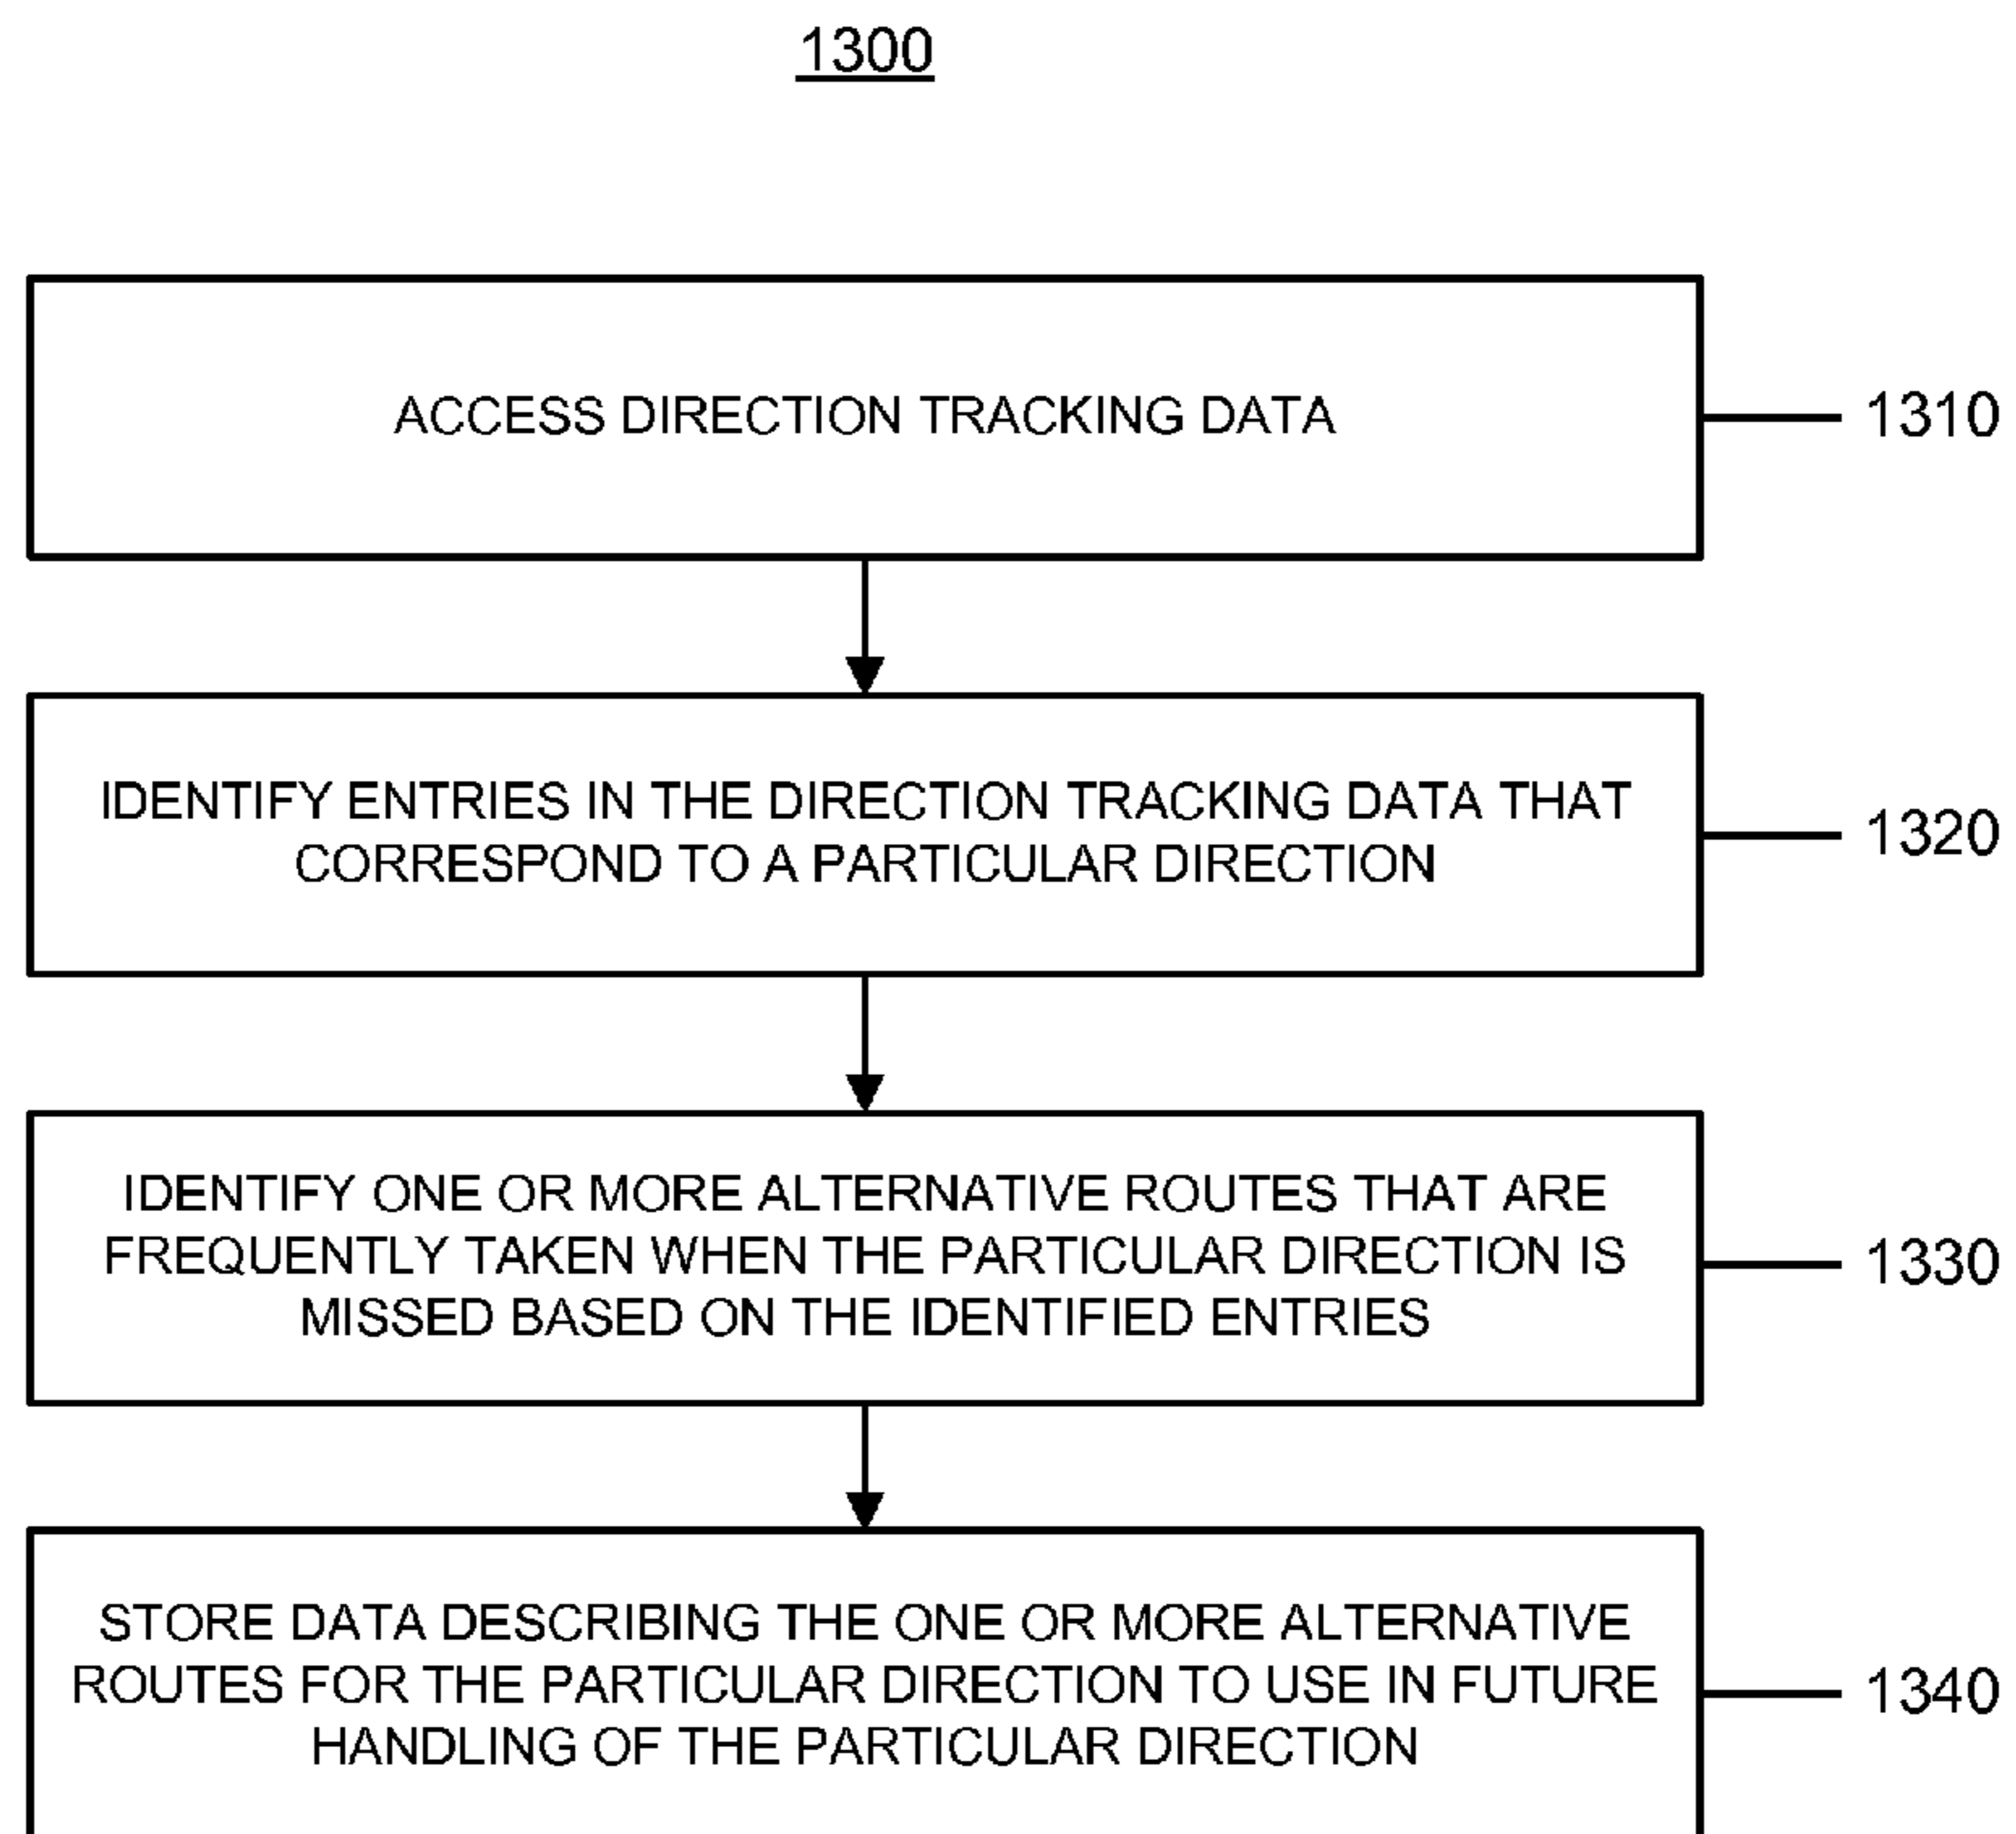 1300
ACCESS DIRECTION TRACKING DATA
1310
IDENTIFY ENTRIES IN THE DIRECTION TRACKING DATA THAT
CORRESPOND TO A PARTICULAR DIRECTION
1320
IDENTIFY ONE OR MORE ALTERNATIVE ROUTES THAT ARE
FREQUENTLY TAKEN WHEN THE PARTICULAR DIRECTION IS
MISSED BASED ON THE IDENTIFIED ENTRIES
1330
STORE DATA DESCRIBING THE ONE OR MORE ALTERNATIVE
ROUTES FOR THE PARTICULAR DIRECTION TO USE IN FUTURE
HANDLING OF THE PARTICULAR DIRECTION
1340